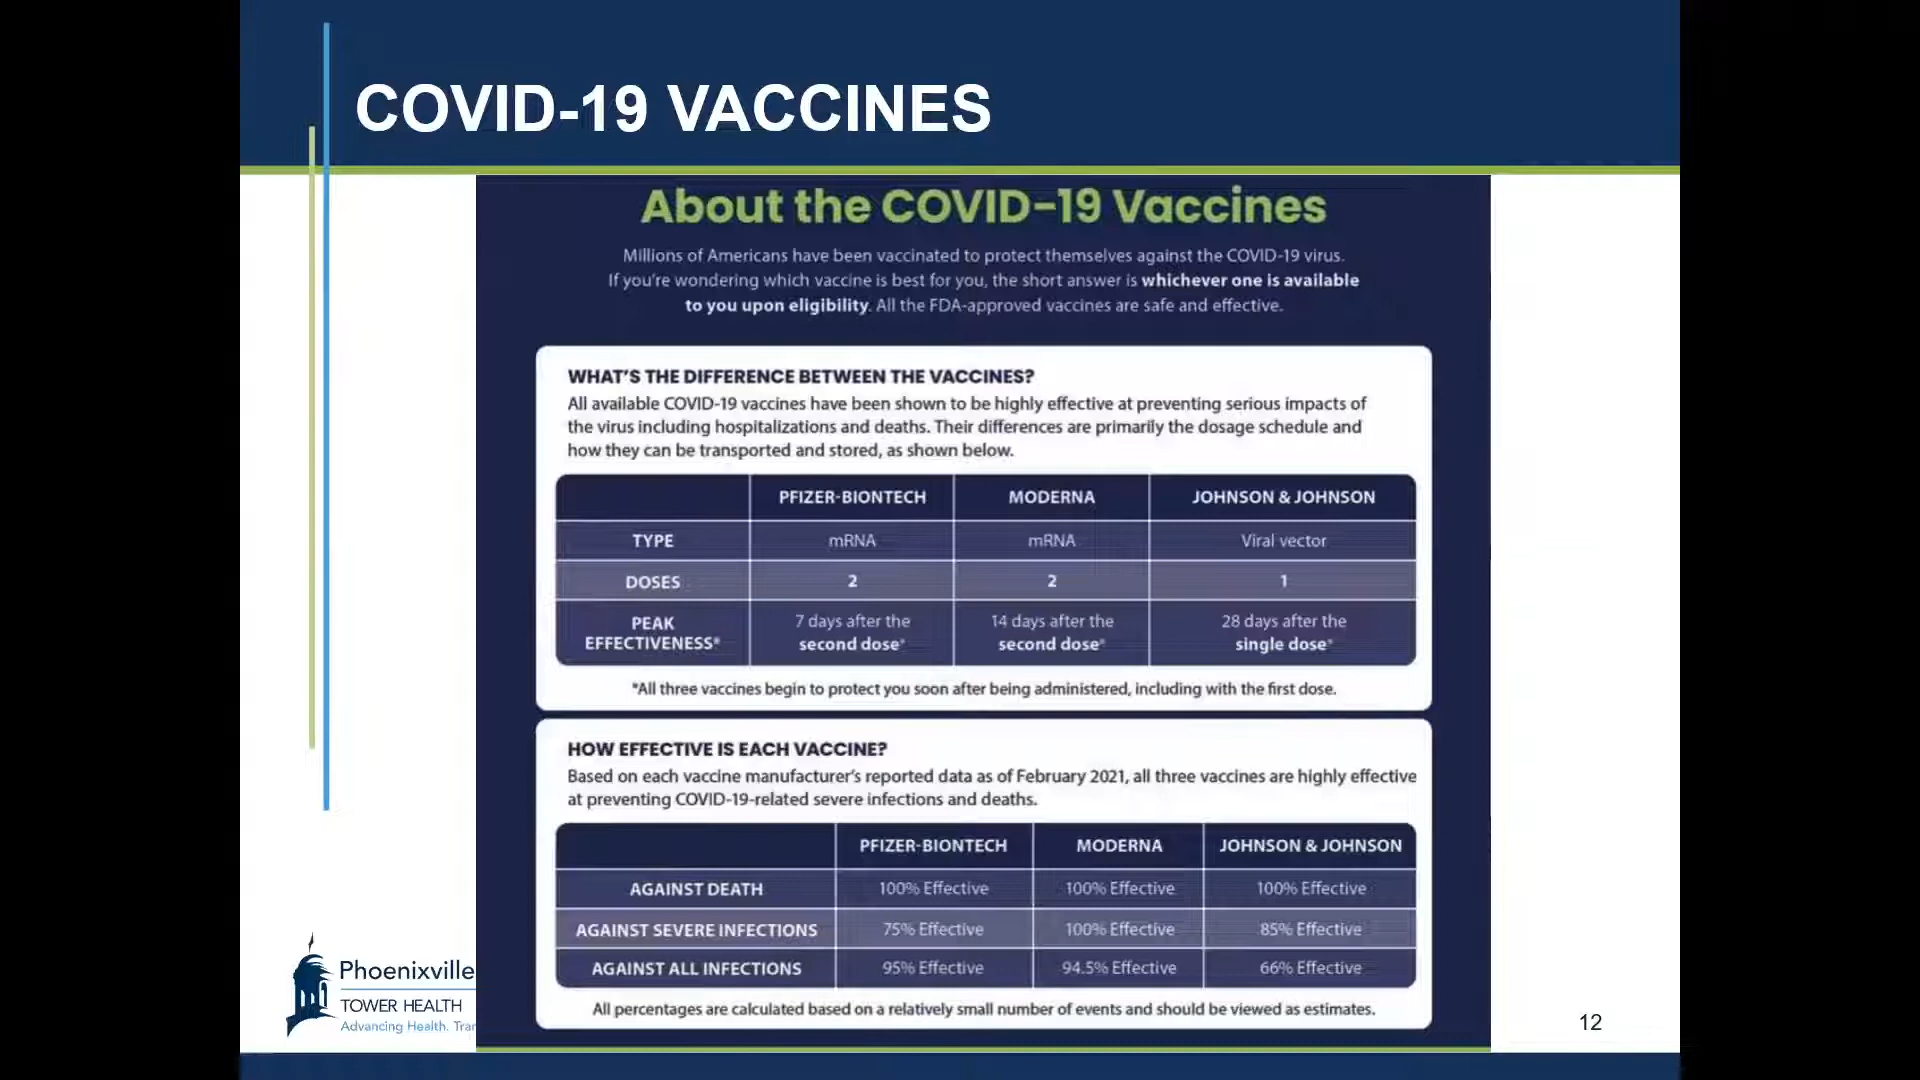 COVID-19 VACCINES
About the COVID-19 Vaccines
Millions of Americans have been vaccinated to protect themselves against the COVID-19 virus.
If you're wondering which vaccine is best for you, the short answer is whichever one is available
to you upon eligibility. All the FDA-approved vaccines are safe and effective.
WHAT'S THE DIFFERENCE BETWEEN THE VACCINES?
All available COVID-19 vaccines have been shown to be highly effective at preventing serious impacts of
the virus including hospitalizations and deaths. Their differences are primarily the dosage schedule and
how they can be transported and stored, as shown below.
PFIZER-BIONTECH MODERNA JOHNSON & JOHNSON
TYPE mRNA mRNA Viral vector
DOSES 2 2 1
PEAK EFFECTIVENESS* 7 days after the second dose* 14 days after the second dose* 28 days after the single dose*
*All three vaccines begin to protect you soon after being administered, including with the first dose.
HOW EFFECTIVE IS EACH VACCINE?
Based on each vaccine manufacturer's reported data as of February 2021, all three vaccines are highly effective
at preventing COVID-19-related severe infections and deaths.
PFIZER-BIONTECH MODERNA JOHNSON & JOHNSON
AGAINST DEATH 100% Effective 100% Effective 100% Effective
AGAINST SEVERE INFECTIONS 75% Effective 100% Effective 85% Effective
AGAINST ALL INFECTIONS 95% Effective 94.5% Effective 66% Effective
All percentages are calculated based on a relatively small number of events and should be viewed as estimates.
Phoenixville
TOWER HEALTH
Advancing Health. Tran
12